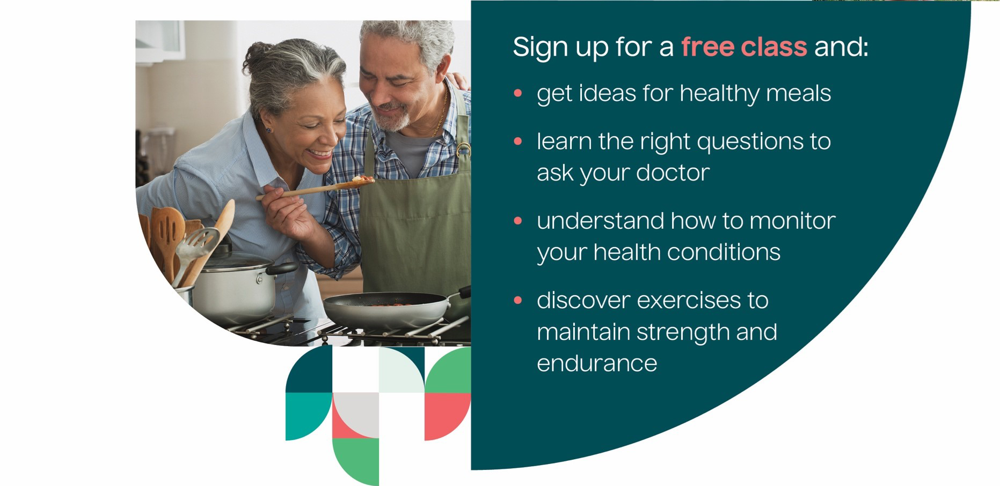 Sign up for a free class and:
• get ideas for healthy meals
• learn the right questions to
ask your doctor
• understand how to monitor
your health conditions
• discover exercises to
maintain strength and
endurance